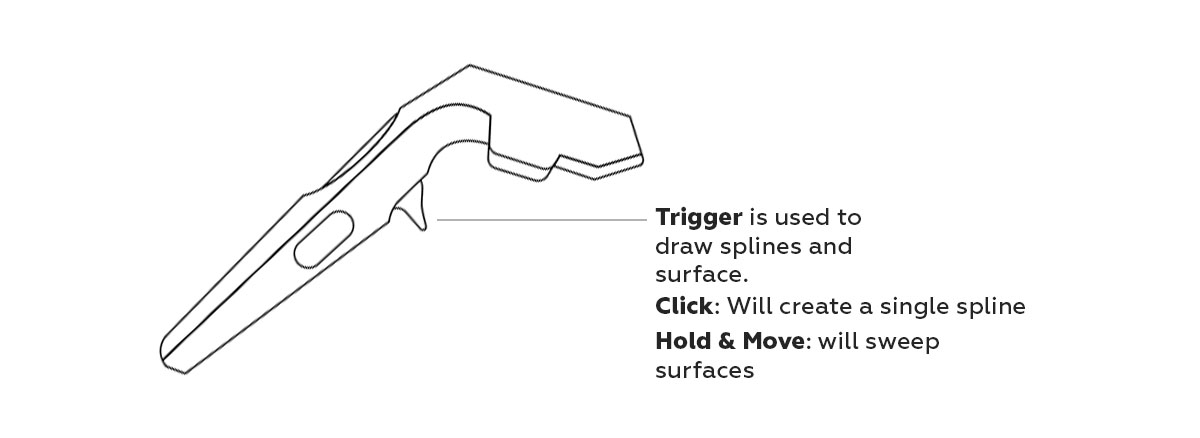 Trigger is used to
draw splines and
surface.
Click: Will create a single spline
Hold & Move: will sweep
surfaces